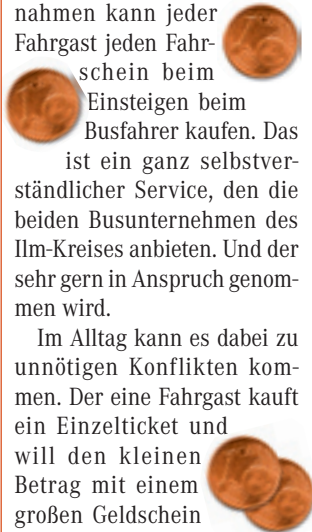 nahmen kann jeder
Fahrgast jeden Fahr-
schein beim
Einsteigen beim
Busfahrer kaufen. Das
ist ein ganz selbstver-
ständlicher Service, den die
beiden Busunternehmen des
Ilm-Kreises anbieten. Und der
sehr gern in Anspruch genom-
men wird.
Im Alltag kann es dabei zu
unnötigen Konflikten kom-
men. Der eine Fahrgast kauft
ein Einzelticket und
will den kleinen
Betrag mit einem
großen Geldschein